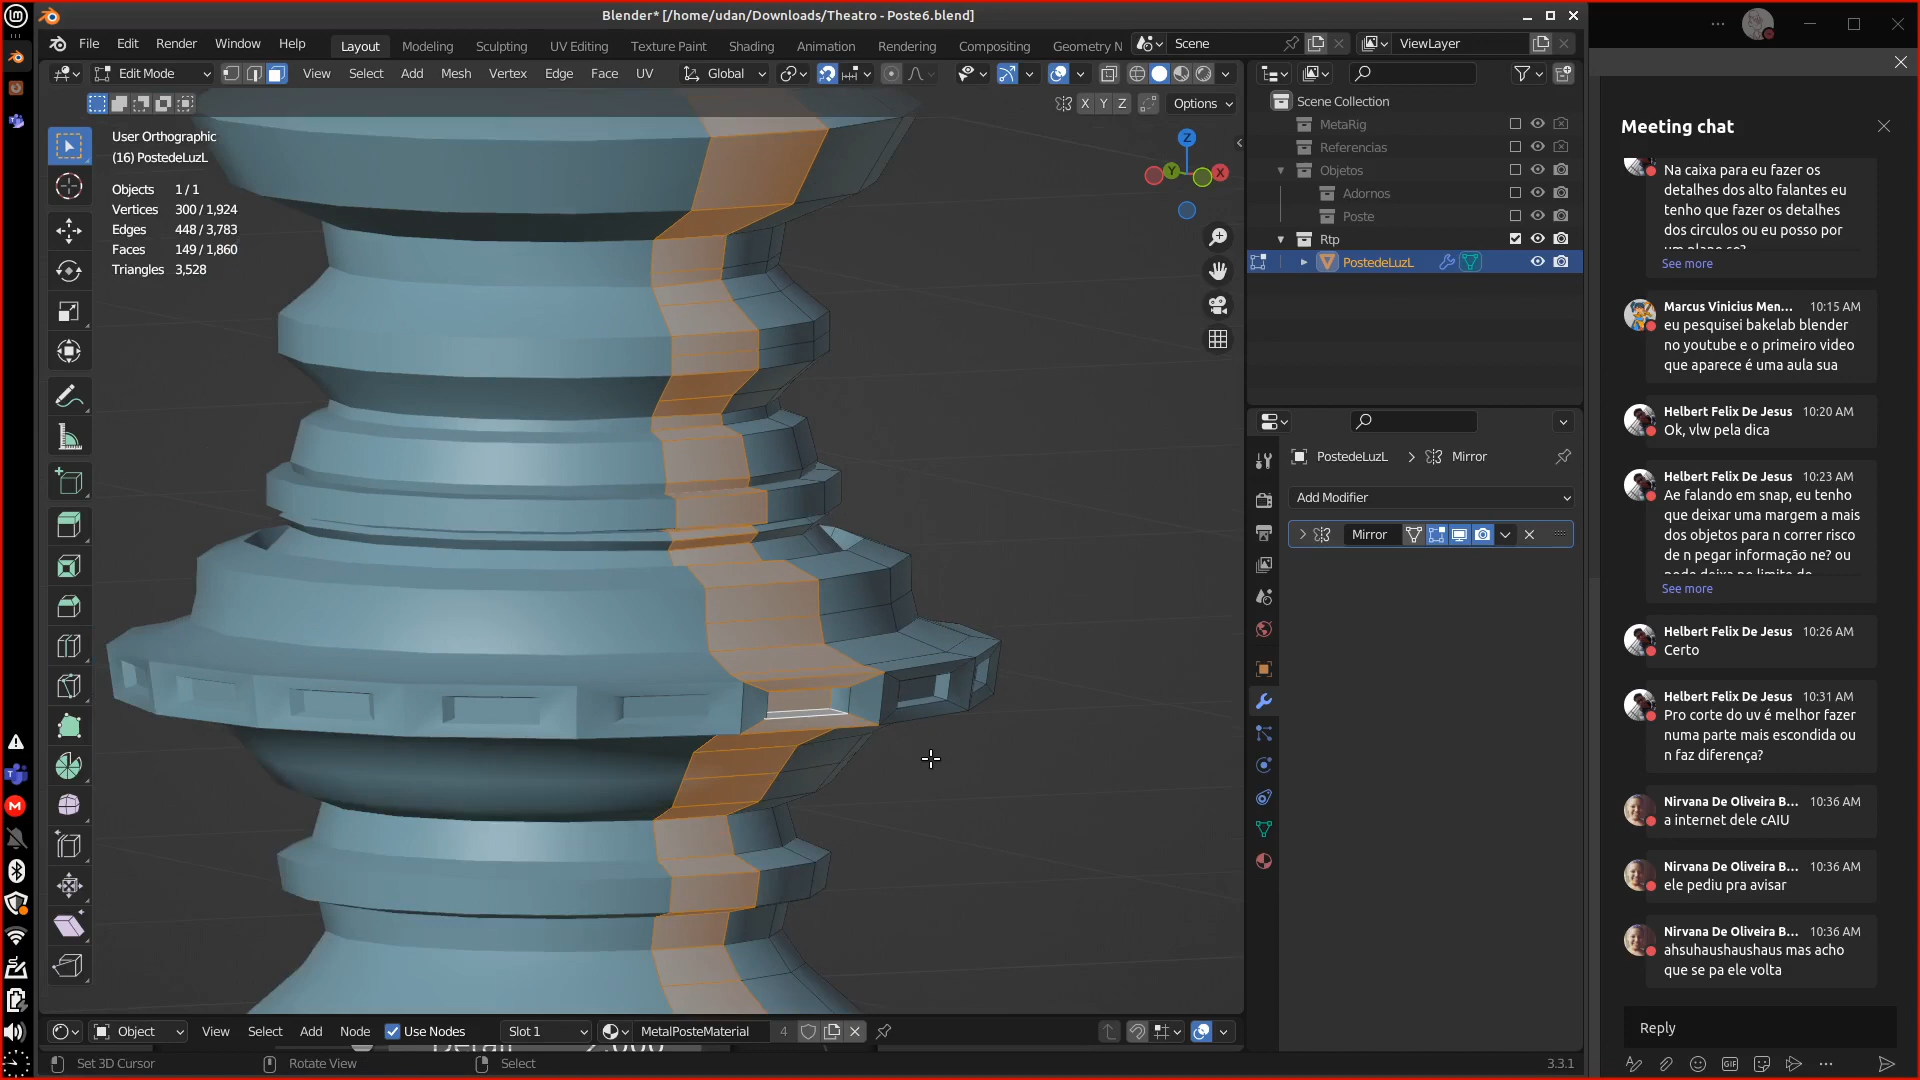 Blender* [/home/udan/Downloads/Theatro - Poste6.blend]
File Edit Render Window Help
Layout Modeling Sculpting UV Editing Texture Paint Shading Animation Rendering Compositing Geometry N
Scene
ViewLayer
Edit Mode
View Select Add Mesh Vertex Edge Face UV
Global
X Y Z
Options
User Orthographic
(16) PostedeLuzL
Objects 1 / 1
Vertices 300 / 1,924
Edges 448 / 3,783
Faces 149 / 1,860
Triangles 3,528
Z
Y
X
Scene Collection
MetaRig
Referencias
Objetos
Adornos
Poste
Rtp
PostedeLuzL
PostedeLuzL > Mirror
Add Modifier
Mirror
Object
View Select Add Node
Use Nodes
Slot 1
MetalPosteMaterial
4
Set 3D Cursor
Rotate View
Select
3.3.1
Meeting chat
Na caixa para eu fazer os
detalhes dos alto falantes eu
tenho que fazer os detalhes
dos circulos ou eu posso por
See more
Marcus Vinicius Men... 10:15 AM
eu pesquisei bakelab blender
no youtube e o primeiro video
que aparece é uma aula sua
Helbert Felix De Jesus 10:20 AM
Ok, vlw pela dica
Helbert Felix De Jesus 10:23 AM
Ae falando em snap, eu tenho
que deixar uma margem a mais
dos objetos para n correr risco
de n pegar informação ne? ou
See more
Helbert Felix De Jesus 10:26 AM
Certo
Helbert Felix De Jesus 10:31 AM
Pro corte do uv é melhor fazer
numa parte mais escondida ou
n faz diferença?
Nirvana De Oliveira B... 10:36 AM
a internet dele cAIU
Nirvana De Oliveira B... 10:36 AM
ele pediu pra avisar
Nirvana De Oliveira B... 10:36 AM
ahsuhaushaushaus mas acho
que se pa ele volta
Reply
GIF